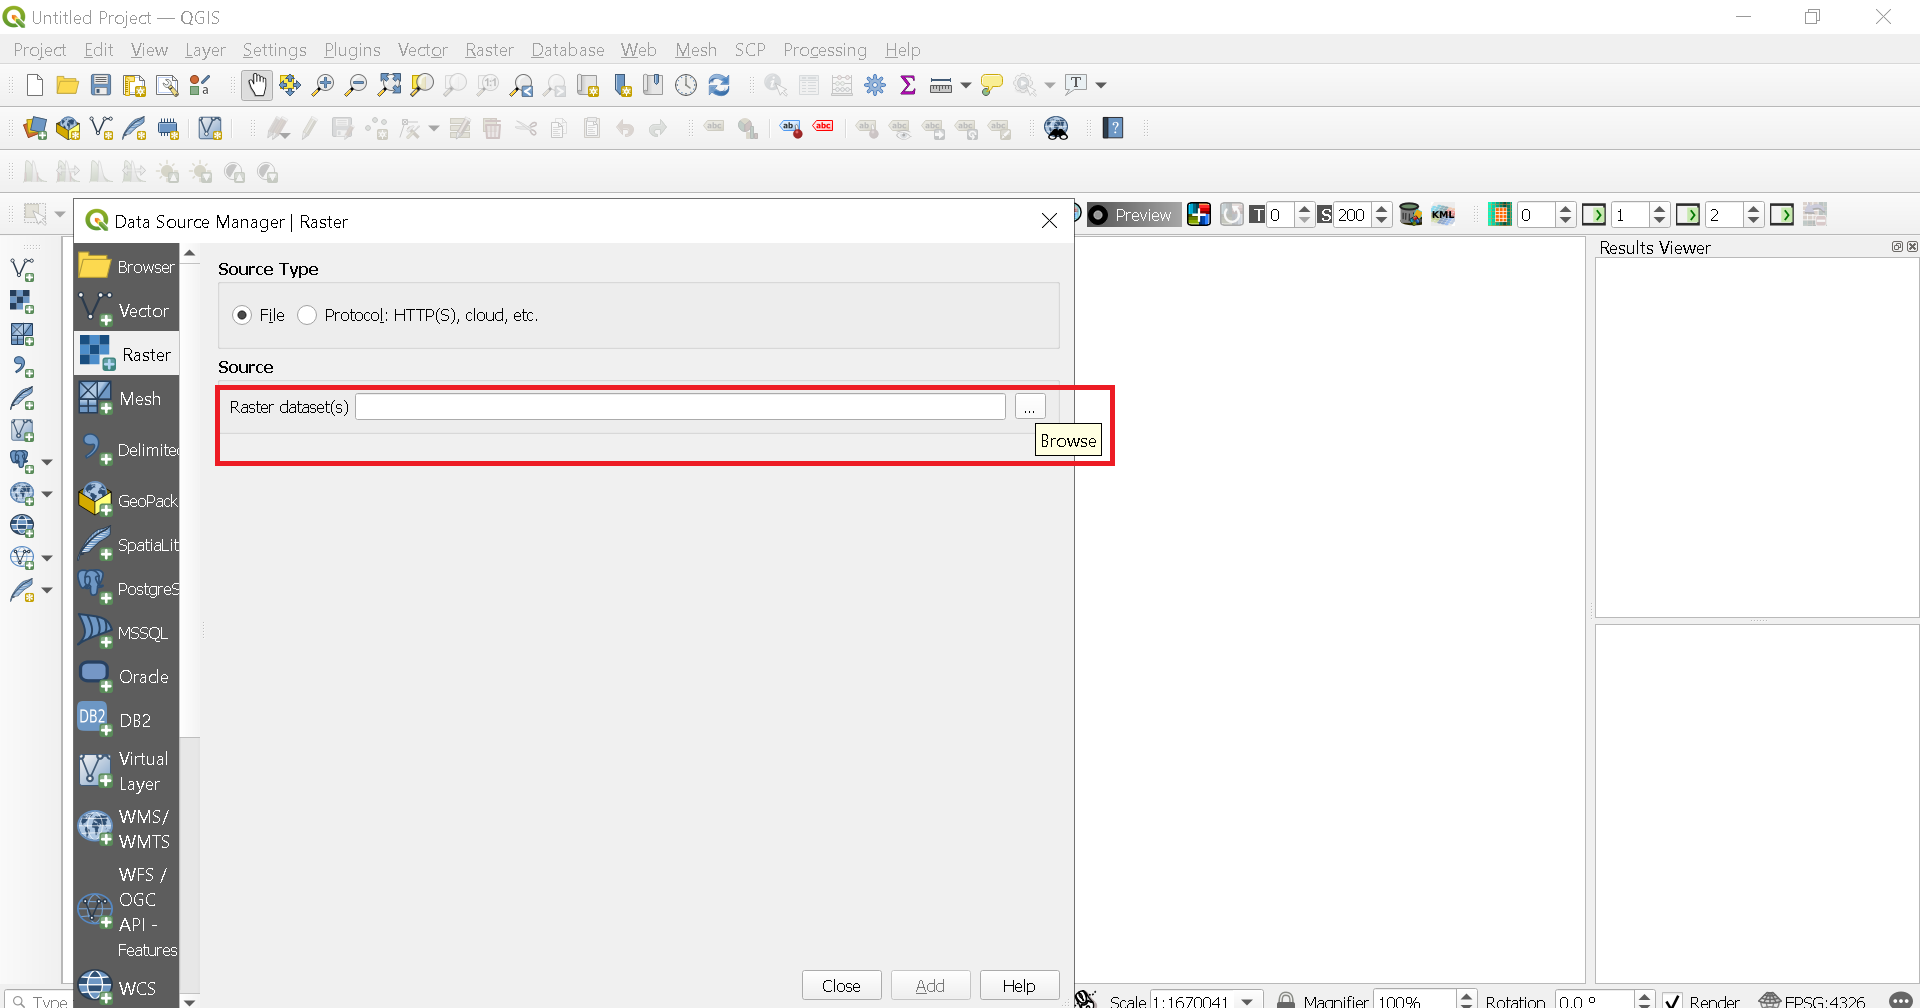 Untitled Project — QGIS
Project Edit View Layer Settings Plugins Vector Raster Database Web Mesh SCP Processing Help
Data Source Manager | Raster
Preview T 0 S 200 KML 0 1 2
Results Viewer
Browser
Vector
Raster
Mesh
Delimited
GeoPack
SpatiaLit
PostgreS
MSSQL
Oracle
DB2 DB2
Virtual
Layer
WMS/
WMTS
WFS /
OGC
API -
Features
WCS
Source Type
File Protocol: HTTP(S), cloud, etc.
Source
Raster dataset(s) ...
Browse
Close Add Help
Type Scale 1:1670041 Magnifier 100% Rotation 0.0 ° Render EPSG:4326